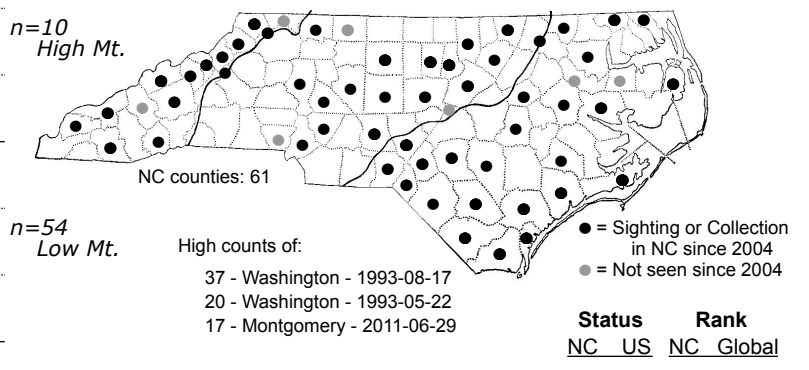 n=10
High Mt.
NC counties: 61
n=54
Low Mt.
High counts of:
37 - Washington - 1993-08-17
20 - Washington - 1993-05-22
17 - Montgomery - 2011-06-29
= Sighting or Collection
in NC since 2004
= Not seen since 2004
Status Rank
NC US NC Global